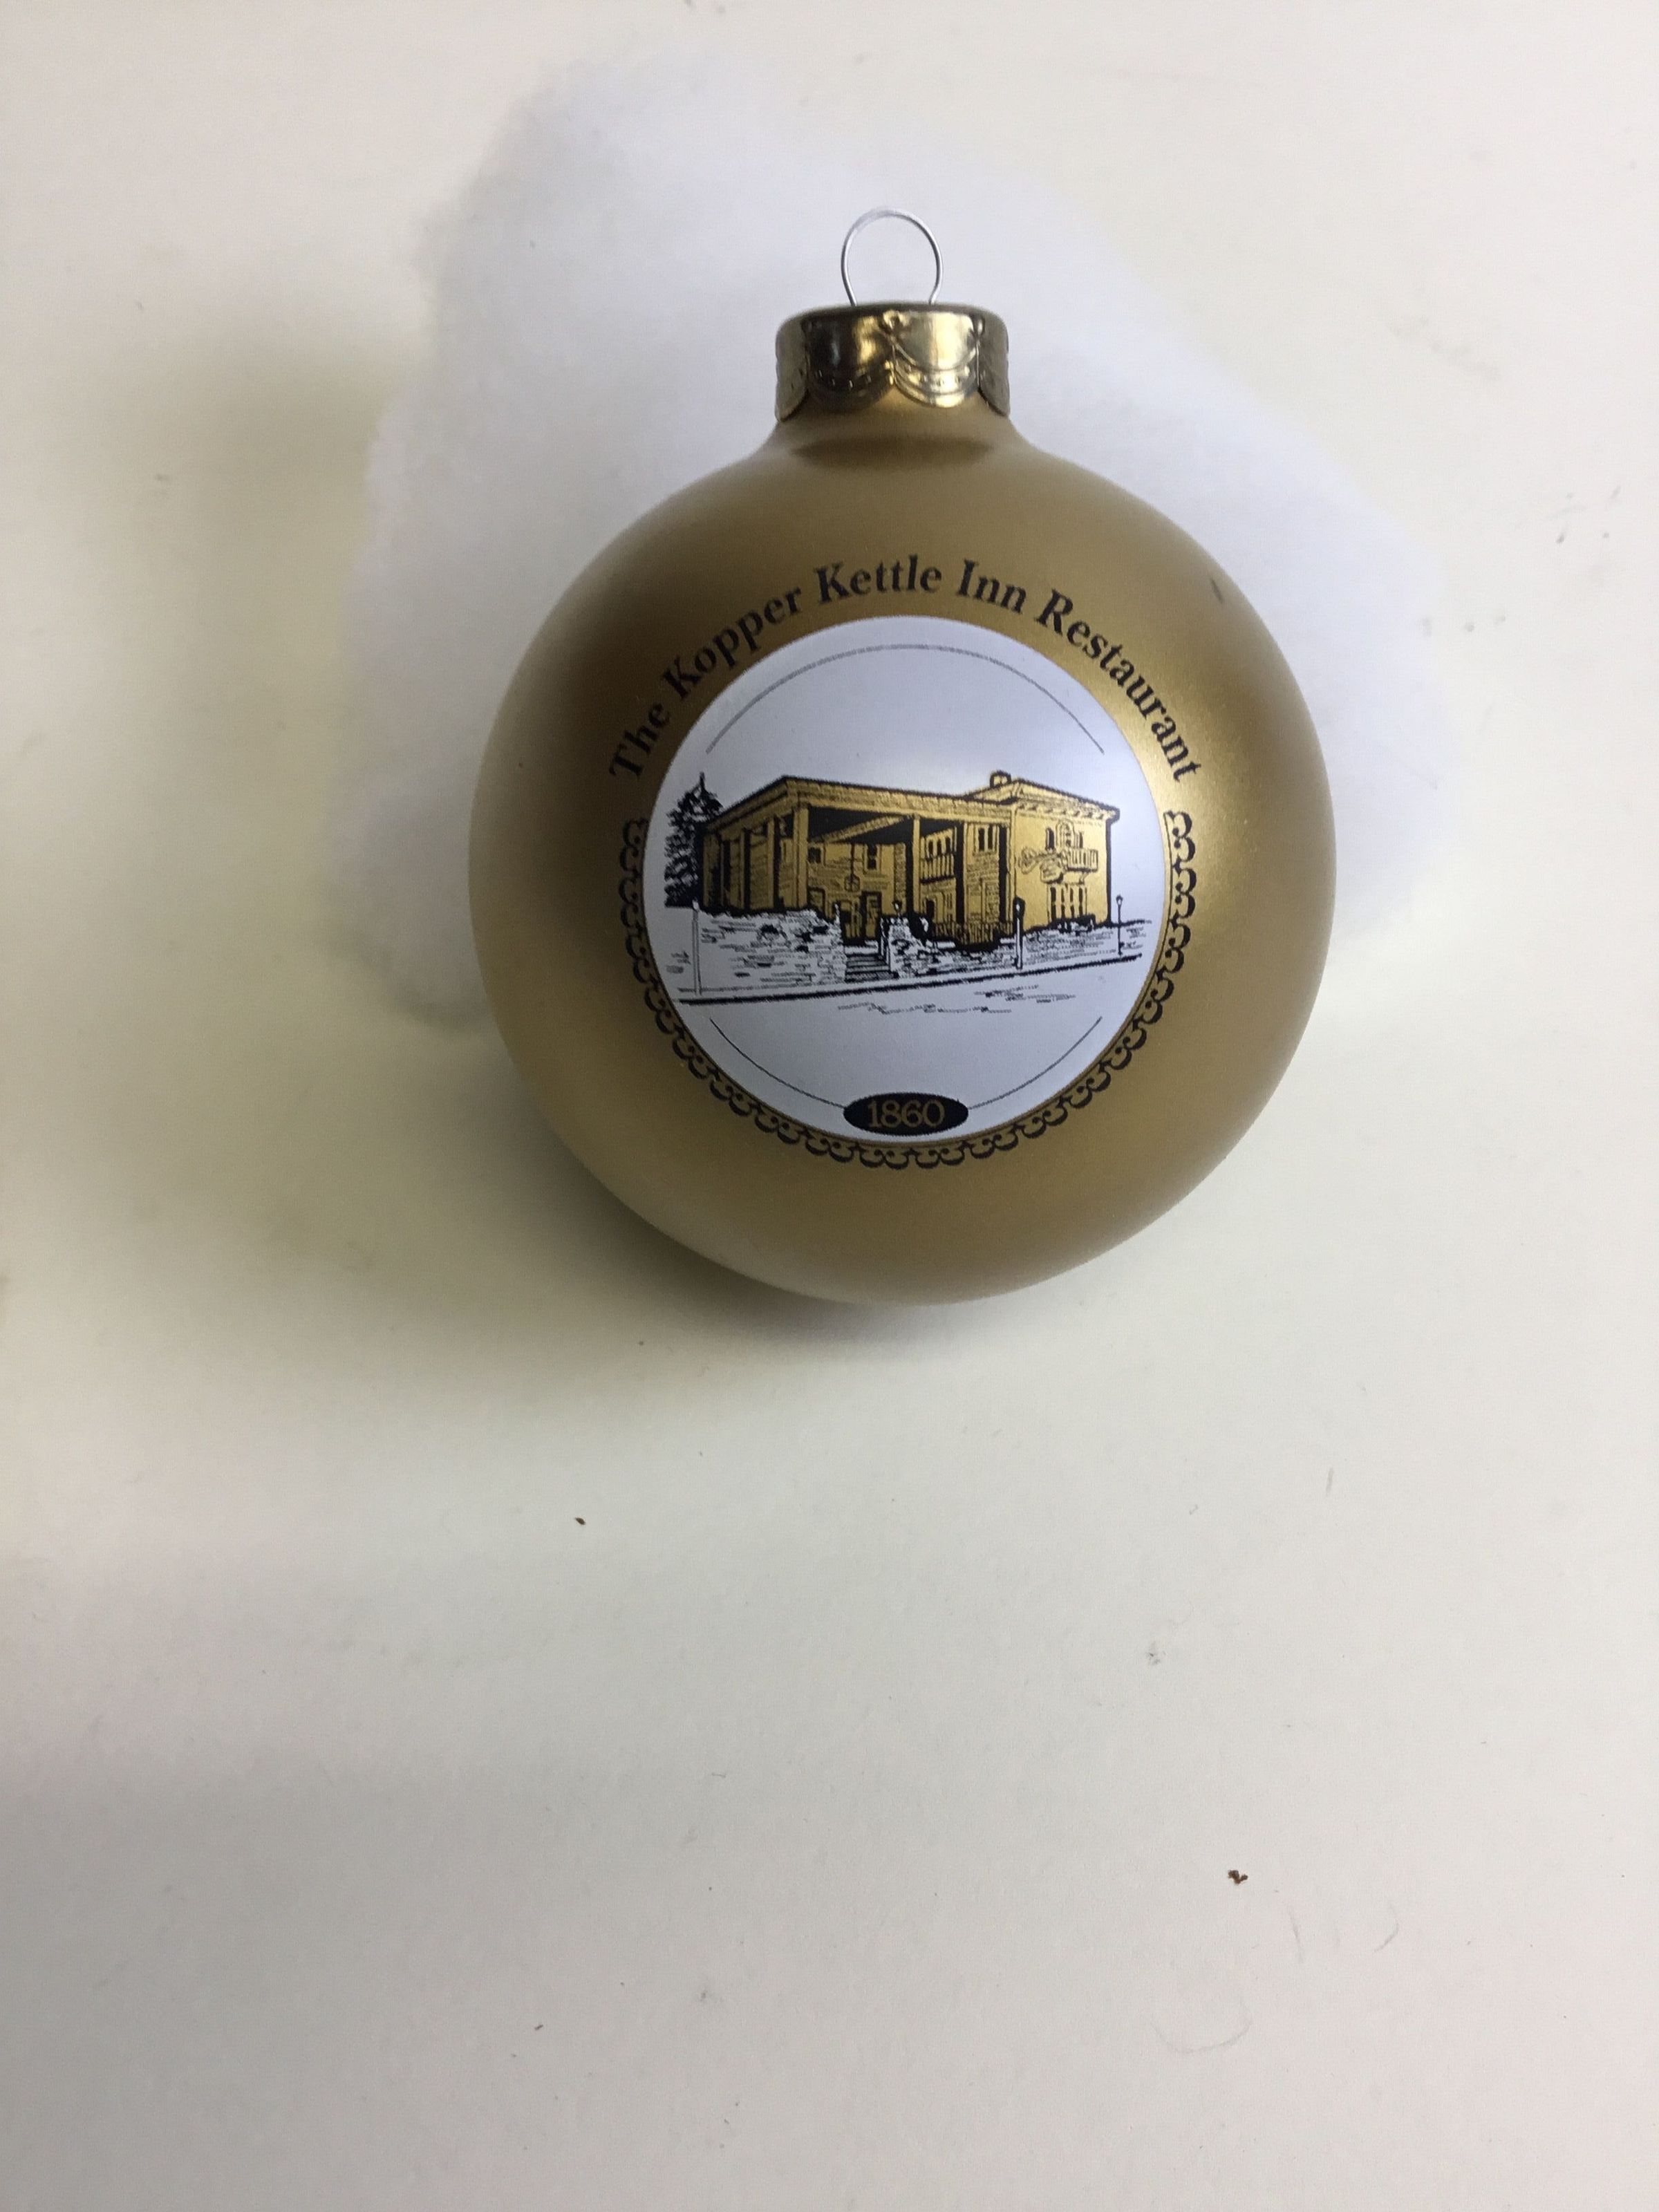 The Kopper Kettle Inn Restaurant
1860